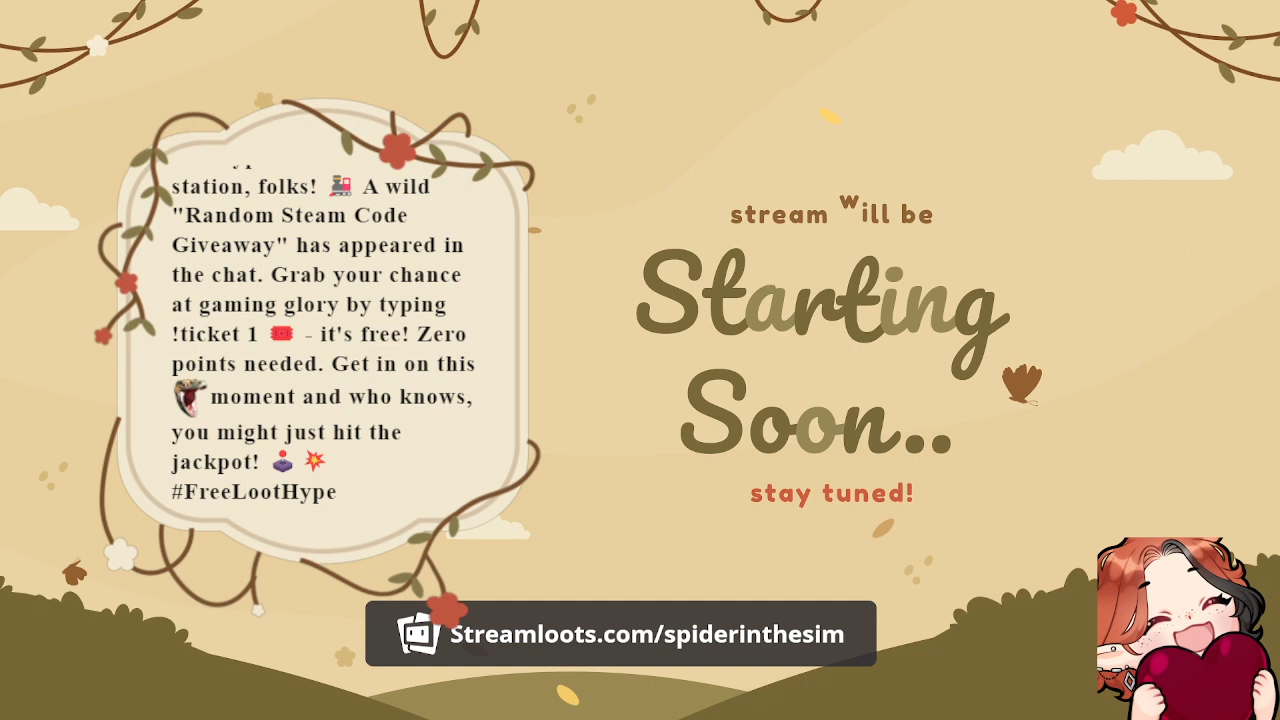 station, folks! 🚂 A wild
"Random Steam Code
Giveaway" has appeared in
the chat. Grab your chance
at gaming glory by typing
!ticket 1 🎟️ - it's free! Zero
points needed. Get in on this
moment and who knows,
you might just hit the
jackpot! 🕹️ 💥
#FreeLootHype
stream will be
Starting
Soon..
stay tuned!
Streamloots.com/spiderinthesim